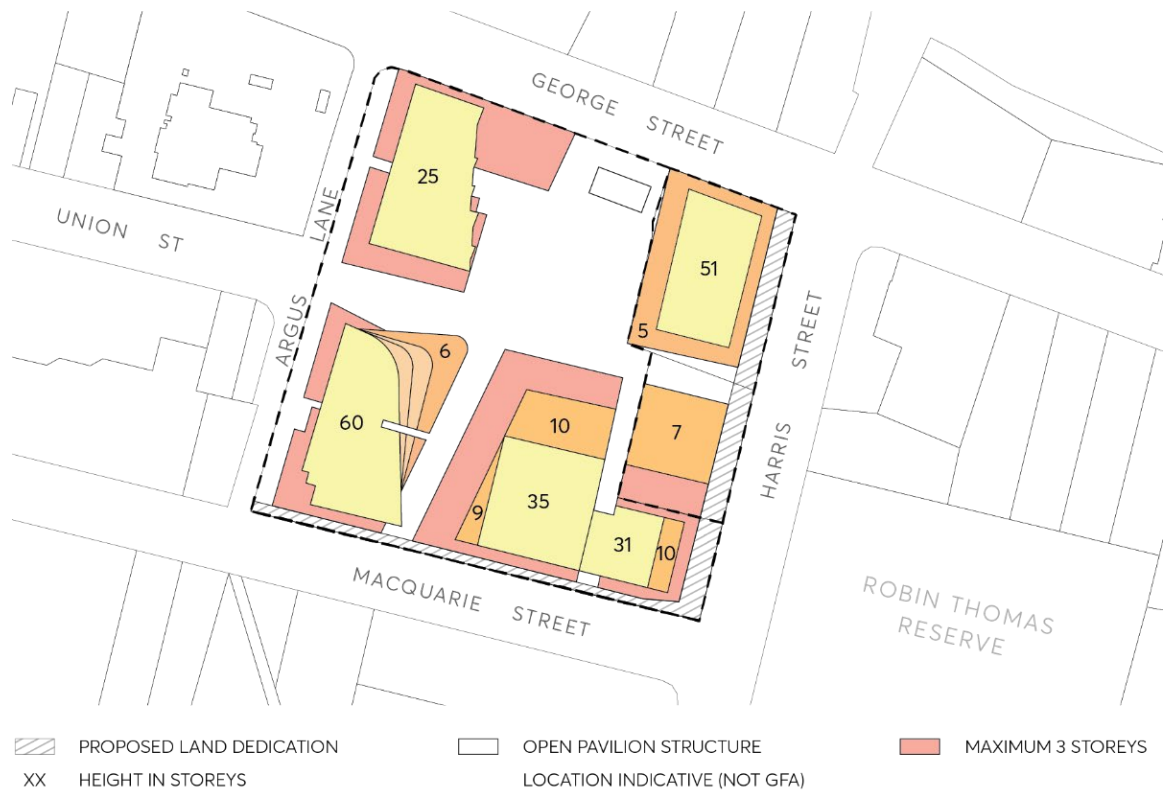 GEORGE STREET
25
UNION ST
ARGUS LANE
51
5
HARRIS STREET
6
60
10
7
9
35
31
10
MACQUARIE STREET
ROBIN THOMAS
RESERVE
PROPOSED LAND DEDICATION
OPEN PAVILION STRUCTURE
MAXIMUM 3 STOREYS
XX HEIGHT IN STOREYS
LOCATION INDICATIVE (NOT GFA)